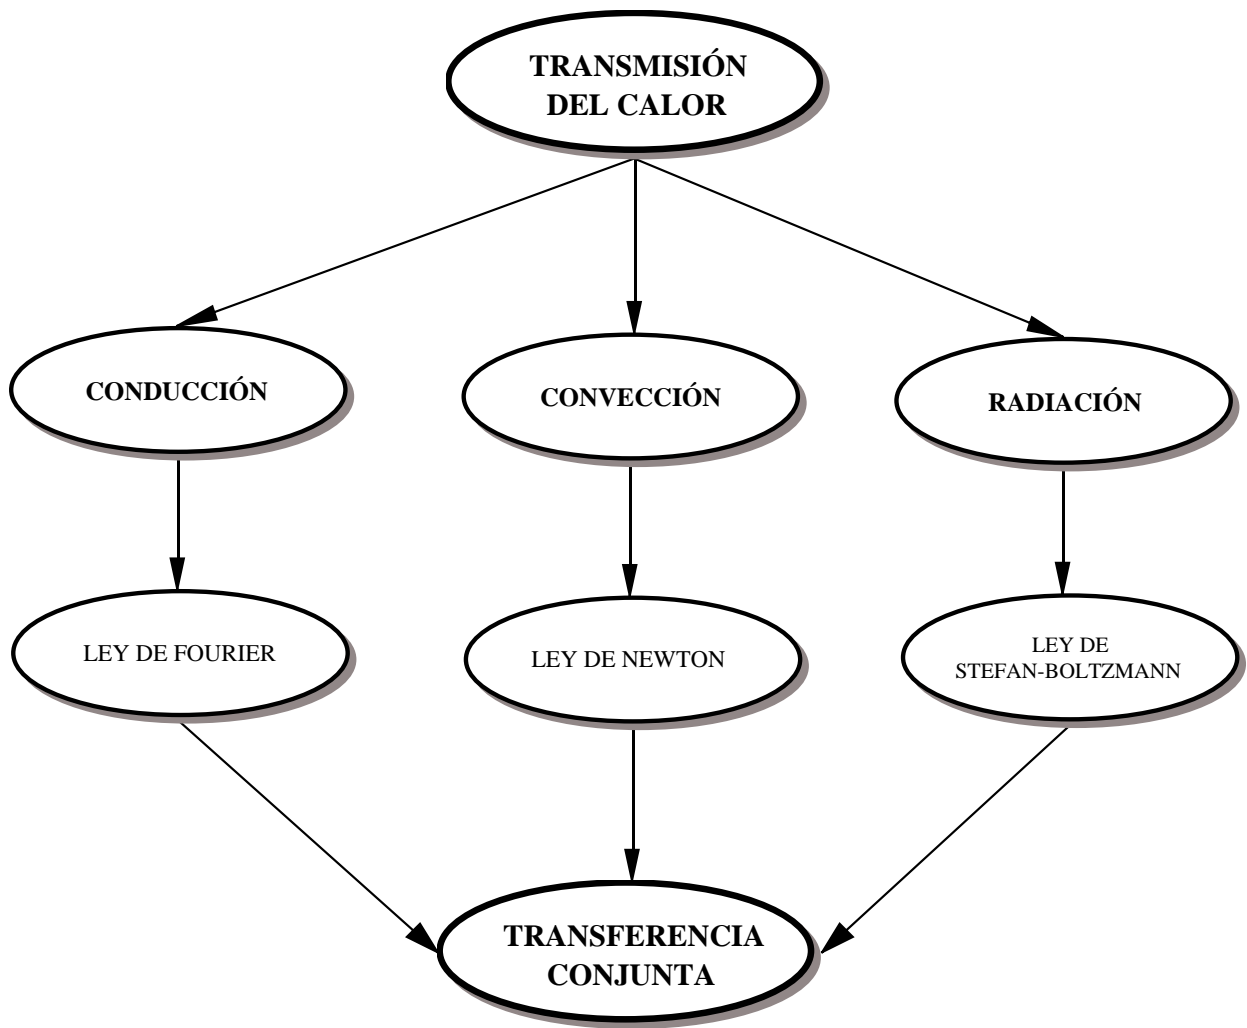 TRANSMISIÓN
DEL CALOR
CONDUCCIÓN
CONVECCIÓN
RADIACIÓN
LEY DE FOURIER
LEY DE NEWTON
LEY DE
STEFAN-BOLTZMANN
TRANSFERENCIA
CONJUNTA